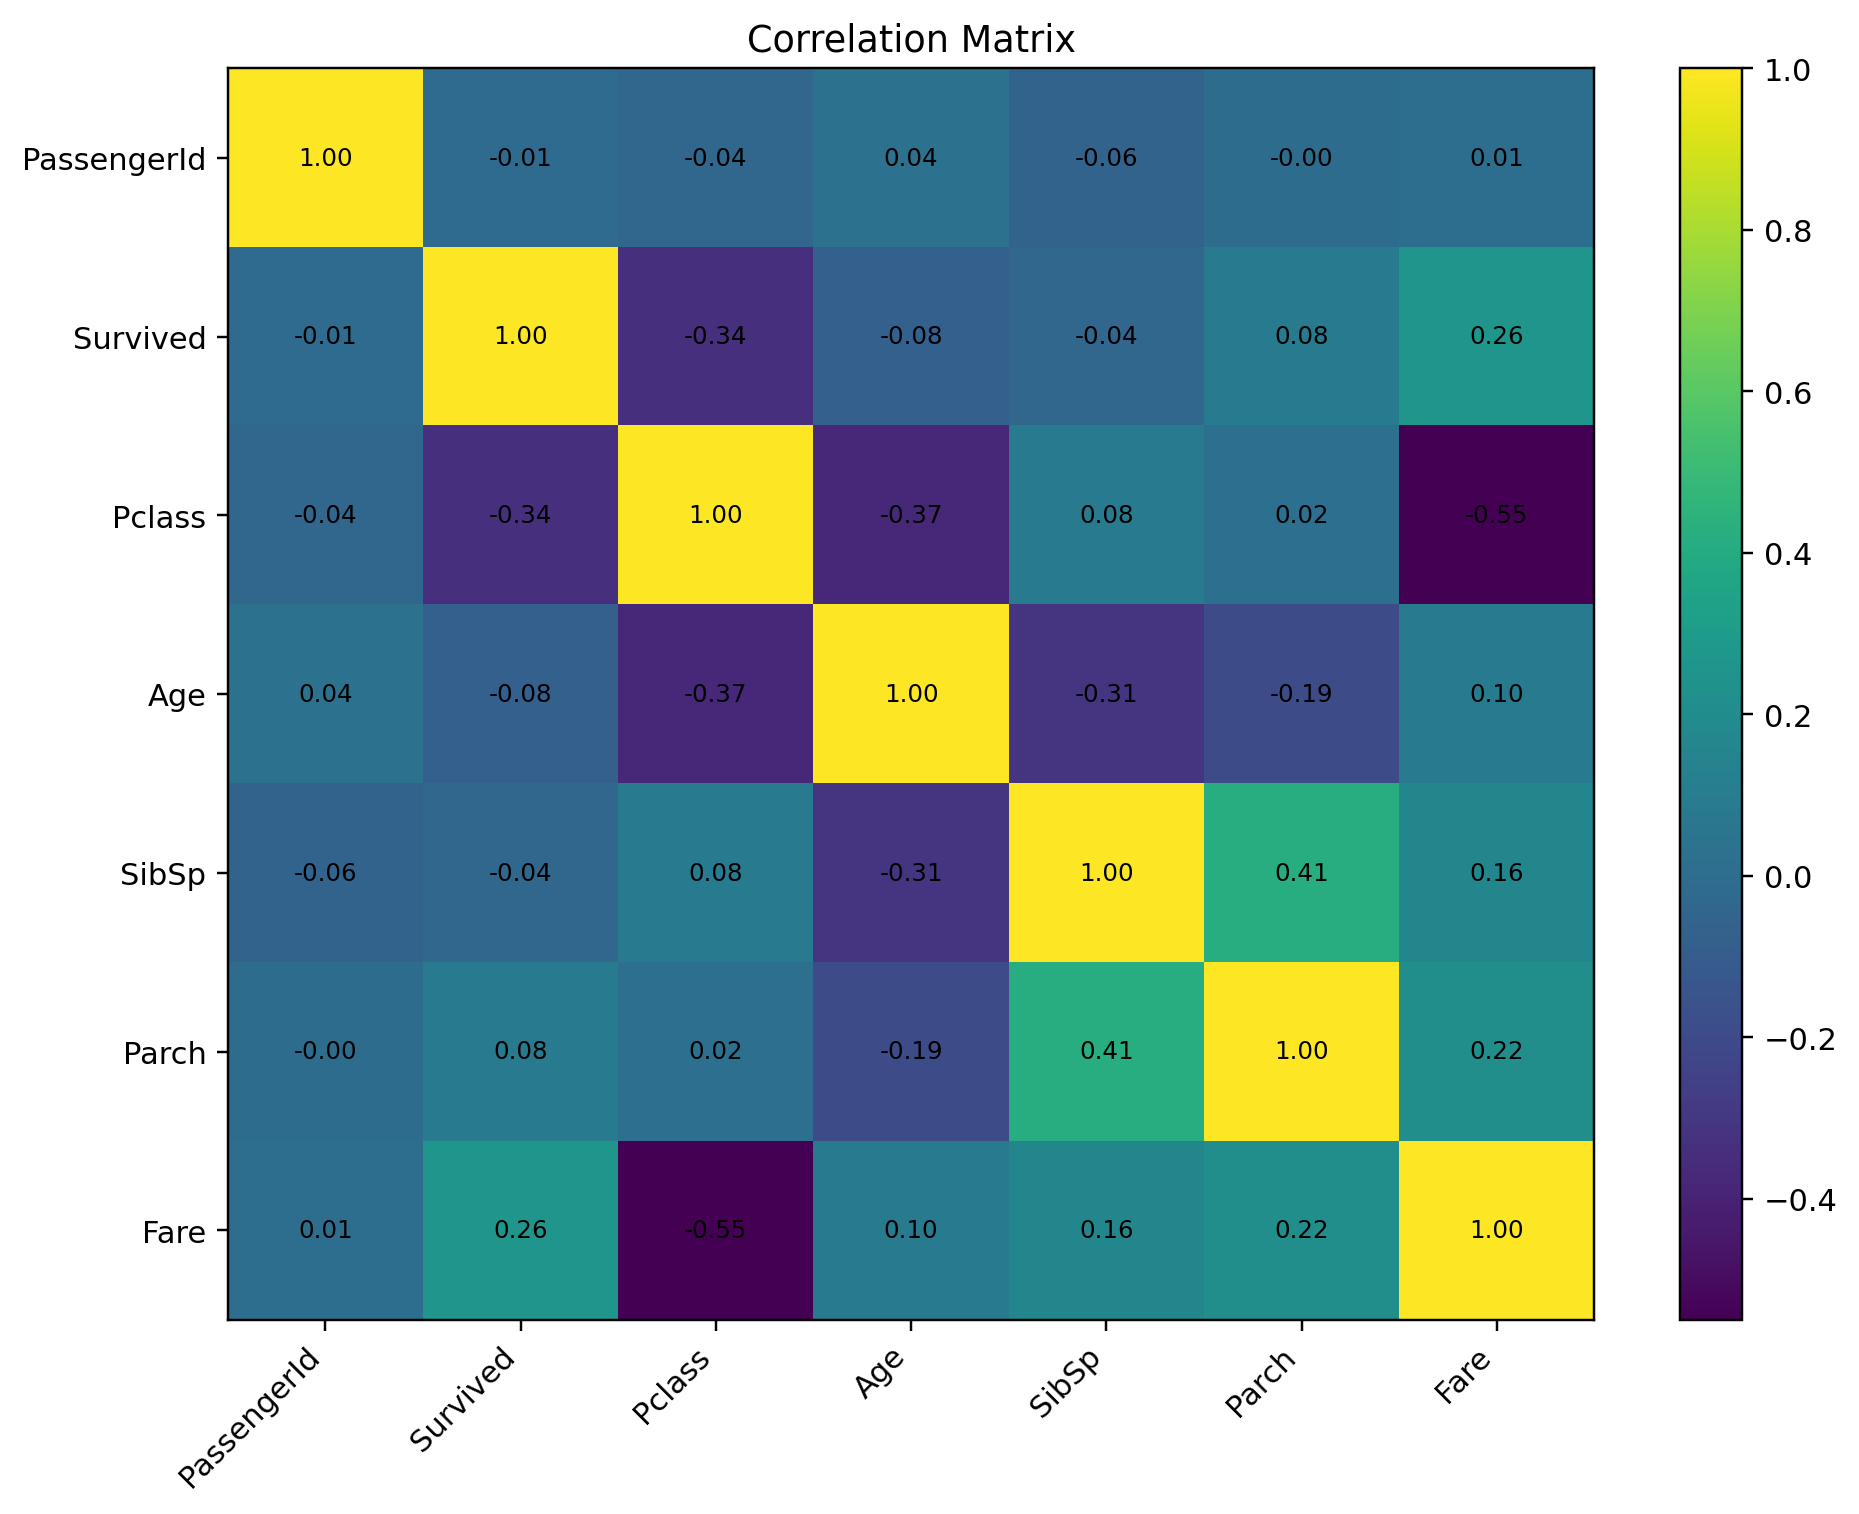 Correlation Matrix
PassengerId 1.00 -0.01 -0.04 0.04 -0.06 -0.00 0.01
Survived -0.01 1.00 -0.34 -0.08 -0.04 0.08 0.26
Pclass -0.04 -0.34 1.00 -0.37 0.08 0.02 -0.55
Age 0.04 -0.08 -0.37 1.00 -0.31 -0.19 0.10
SibSp -0.06 -0.04 0.08 -0.31 1.00 0.41 0.16
Parch -0.00 0.08 0.02 -0.19 0.41 1.00 0.22
Fare 0.01 0.26 -0.55 0.10 0.16 0.22 1.00
PassengerId Survived Pclass Age SibSp Parch Fare
1.0
0.8
0.6
0.4
0.2
0.0
−0.2
−0.4